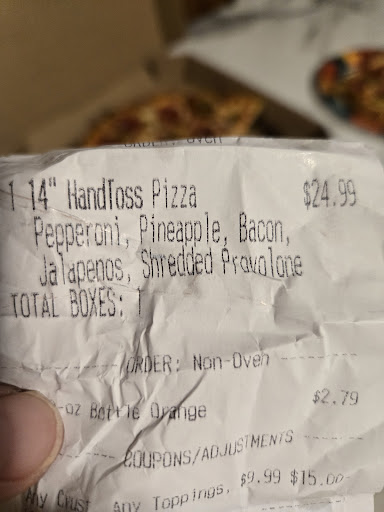 1 14" HandToss Pizza $24.99
Pepperoni, Pineapple, Bacon,
Jalapenos, Shredded Provolone
TOTAL BOXES: 1
ORDER: Non-Oven
-oz Bottle Orange $2.79
COUPONS/ADJUSTMENTS
Any Crust Any Toppings, $9.99 $15.00-